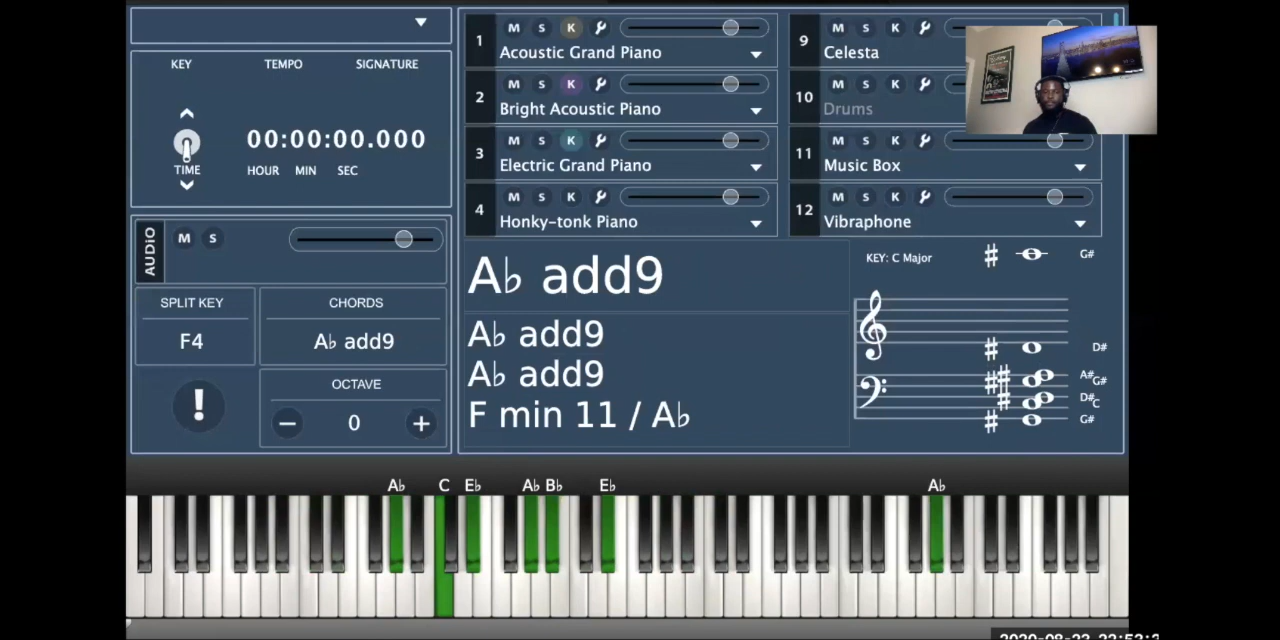 KEY TEMPO SIGNATURE
00:00:00.000
TIME HOUR MIN SEC
AUDiO M S
SPLIT KEY
F4
CHORDS
A♭ add9
!
OCTAVE
− 0 +
1 M S K
Acoustic Grand Piano
2 M S K
Bright Acoustic Piano
3 M S K
Electric Grand Piano
4 M S K
Honky-tonk Piano
9 M S K
Celesta
10 M S K
Drums
11 M S K
Music Box
12 M S K
Vibraphone
A♭ add9
A♭ add9
A♭ add9
F min 11 / A♭
KEY: C Major
G#
D#
A#
G#
D#
C
G#
A♭ C E♭ A♭ B♭ E♭ A♭